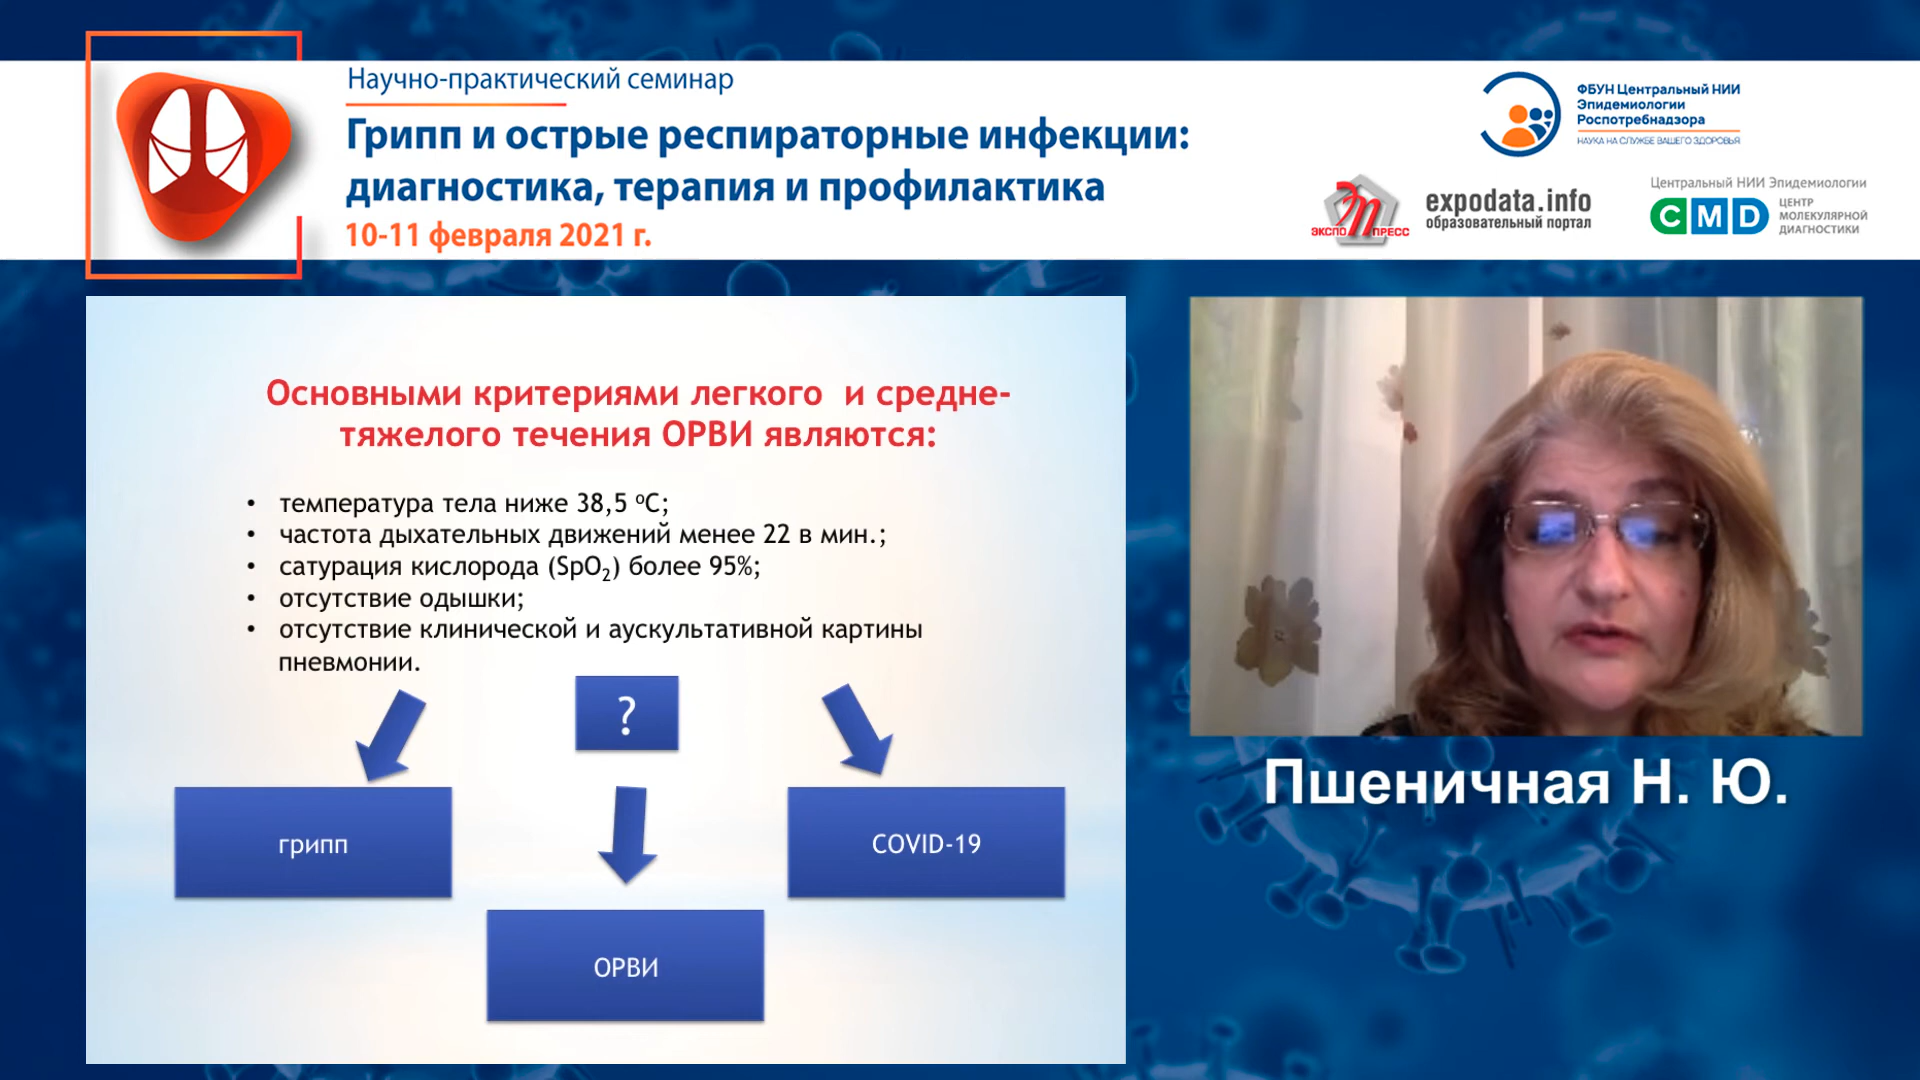 Научно-практический семинар
Грипп и острые респираторные инфекции:
диагностика, терапия и профилактика
10-11 февраля 2021 г.
ФБУН Центральный НИИ
Эпидемиологии
Роспотребнадзора
НАУКА НА СЛУЖБЕ ВАШЕГО ЗДОРОВЬЯ
ЭКСПО ЭП ПРЕСС
expodata.info
образовательный портал
Центральный НИИ Эпидемиологии
CMD
ЦЕНТР
МОЛЕКУЛЯРНОЙ
ДИАГНОСТИКИ
Основными критериями легкого и средне-
тяжелого течения ОРВИ являются:
• температура тела ниже 38,5 ºС;
• частота дыхательных движений менее 22 в мин.;
• сатурация кислорода (SpO₂) более 95%;
• отсутствие одышки;
• отсутствие клинической и аускультативной картины
пневмонии.
?
грипп
COVID-19
ОРВИ
Пшеничная Н. Ю.